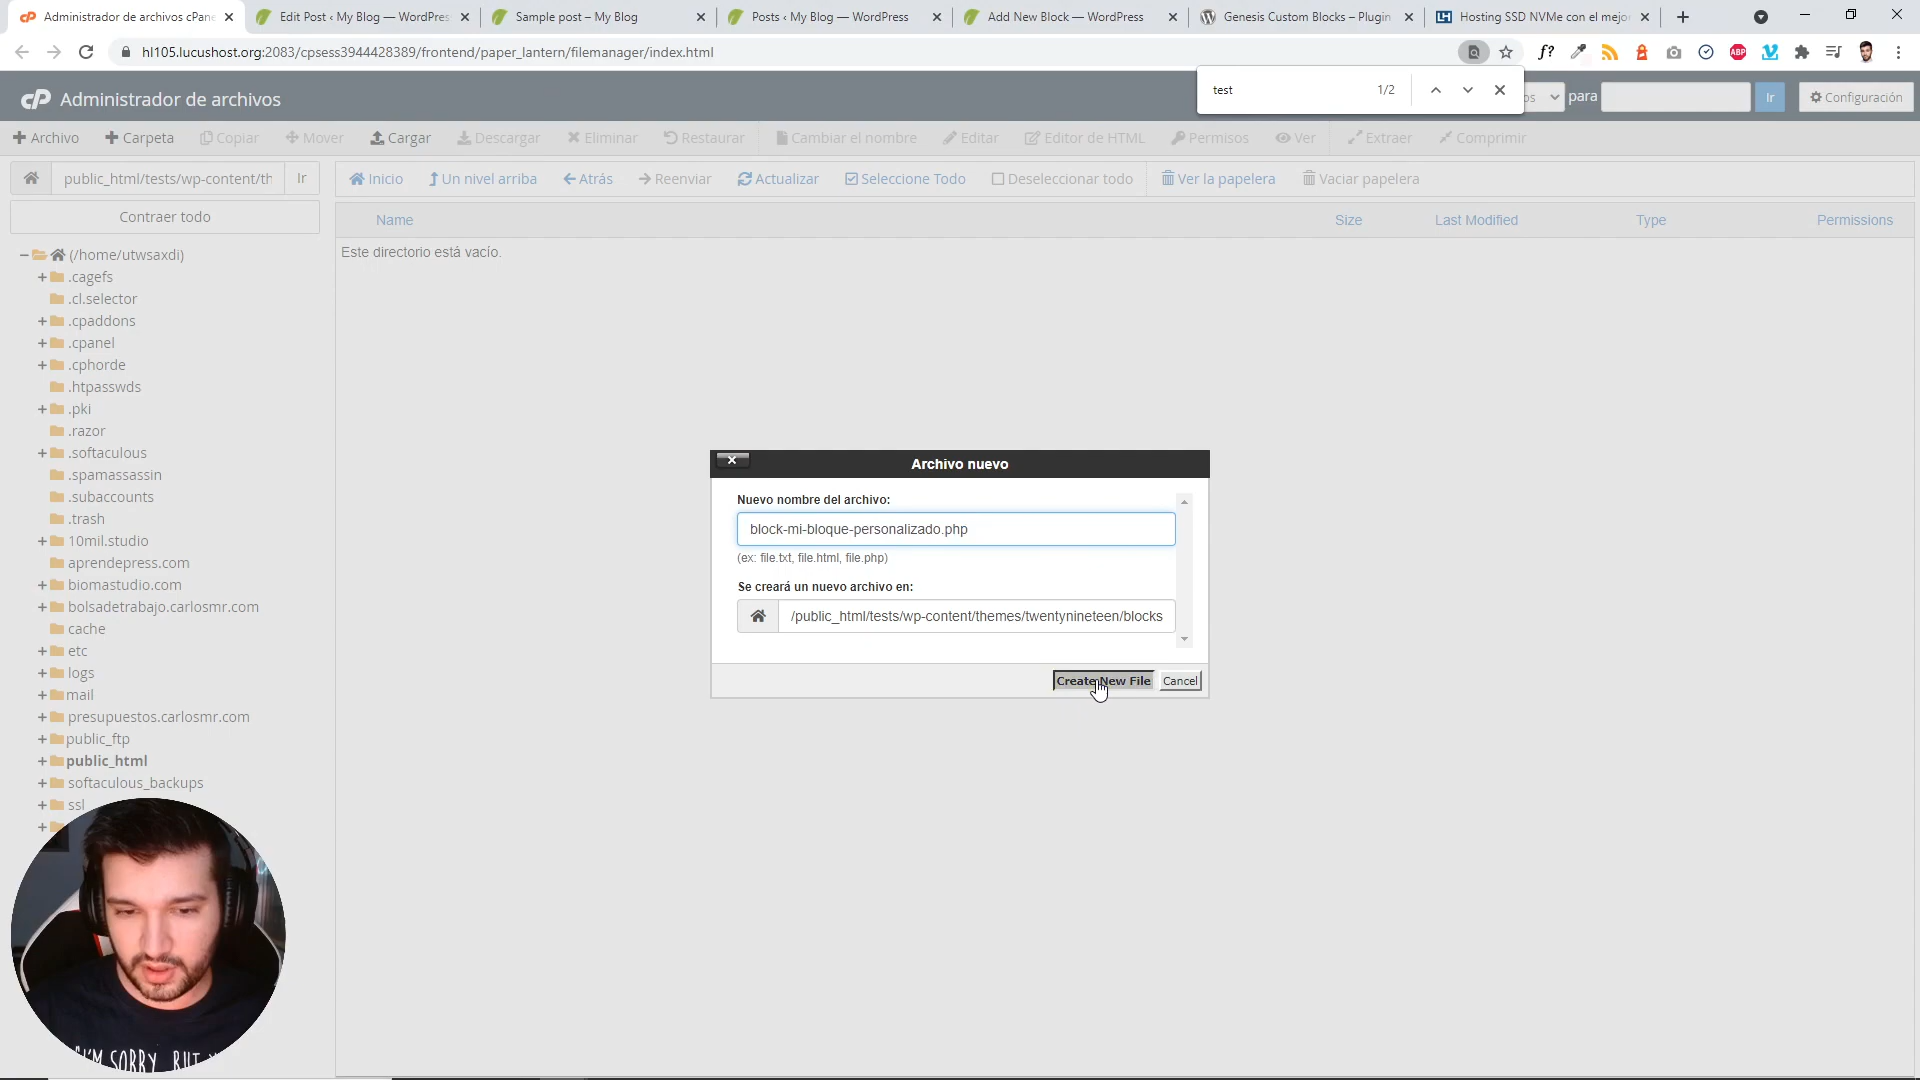 Administrador de archivos cPane
Edit Post ‹ My Blog — WordPres
Sample post – My Blog
Posts ‹ My Blog — WordPress
Add New Block — WordPress
Genesis Custom Blocks – Plugin
Hosting SSD NVMe con el mejor
hl105.lucushost.org:2083/cpsess3944428389/frontend/paper_lantern/filemanager/index.html
f?
ABP
test
1/2
cP Administrador de archivos
para
Ir
Configuración
Archivo
Carpeta
Copiar
Mover
Cargar
Descargar
Eliminar
Restaurar
Cambiar el nombre
Editar
Editor de HTML
Permisos
Ver
Extraer
Comprimir
public_html/tests/wp-content/th
Ir
Inicio
Un nivel arriba
Atrás
Reenviar
Actualizar
Seleccione Todo
Deseleccionar todo
Ver la papelera
Vaciar papelera
Contraer todo
Name
Size
Last Modified
Type
Permissions
Este directorio está vacío.
(/home/utwsaxdi)
.cagefs
.cl.selector
.cpaddons
.cpanel
.cphorde
.htpasswds
.pki
.razor
.softaculous
.spamassassin
.subaccounts
.trash
10mil.studio
aprendepress.com
biomastudio.com
bolsadetrabajo.carlosmr.com
cache
etc
logs
mail
presupuestos.carlosmr.com
public_ftp
public_html
softaculous_backups
ssl
Archivo nuevo
Nuevo nombre del archivo:
block-mi-bloque-personalizado.php
(ex: file.txt, file.html, file.php)
Se creará un nuevo archivo en:
/public_html/tests/wp-content/themes/twentynineteen/blocks
Create New File
Cancel
"I'M SORRY, BUT